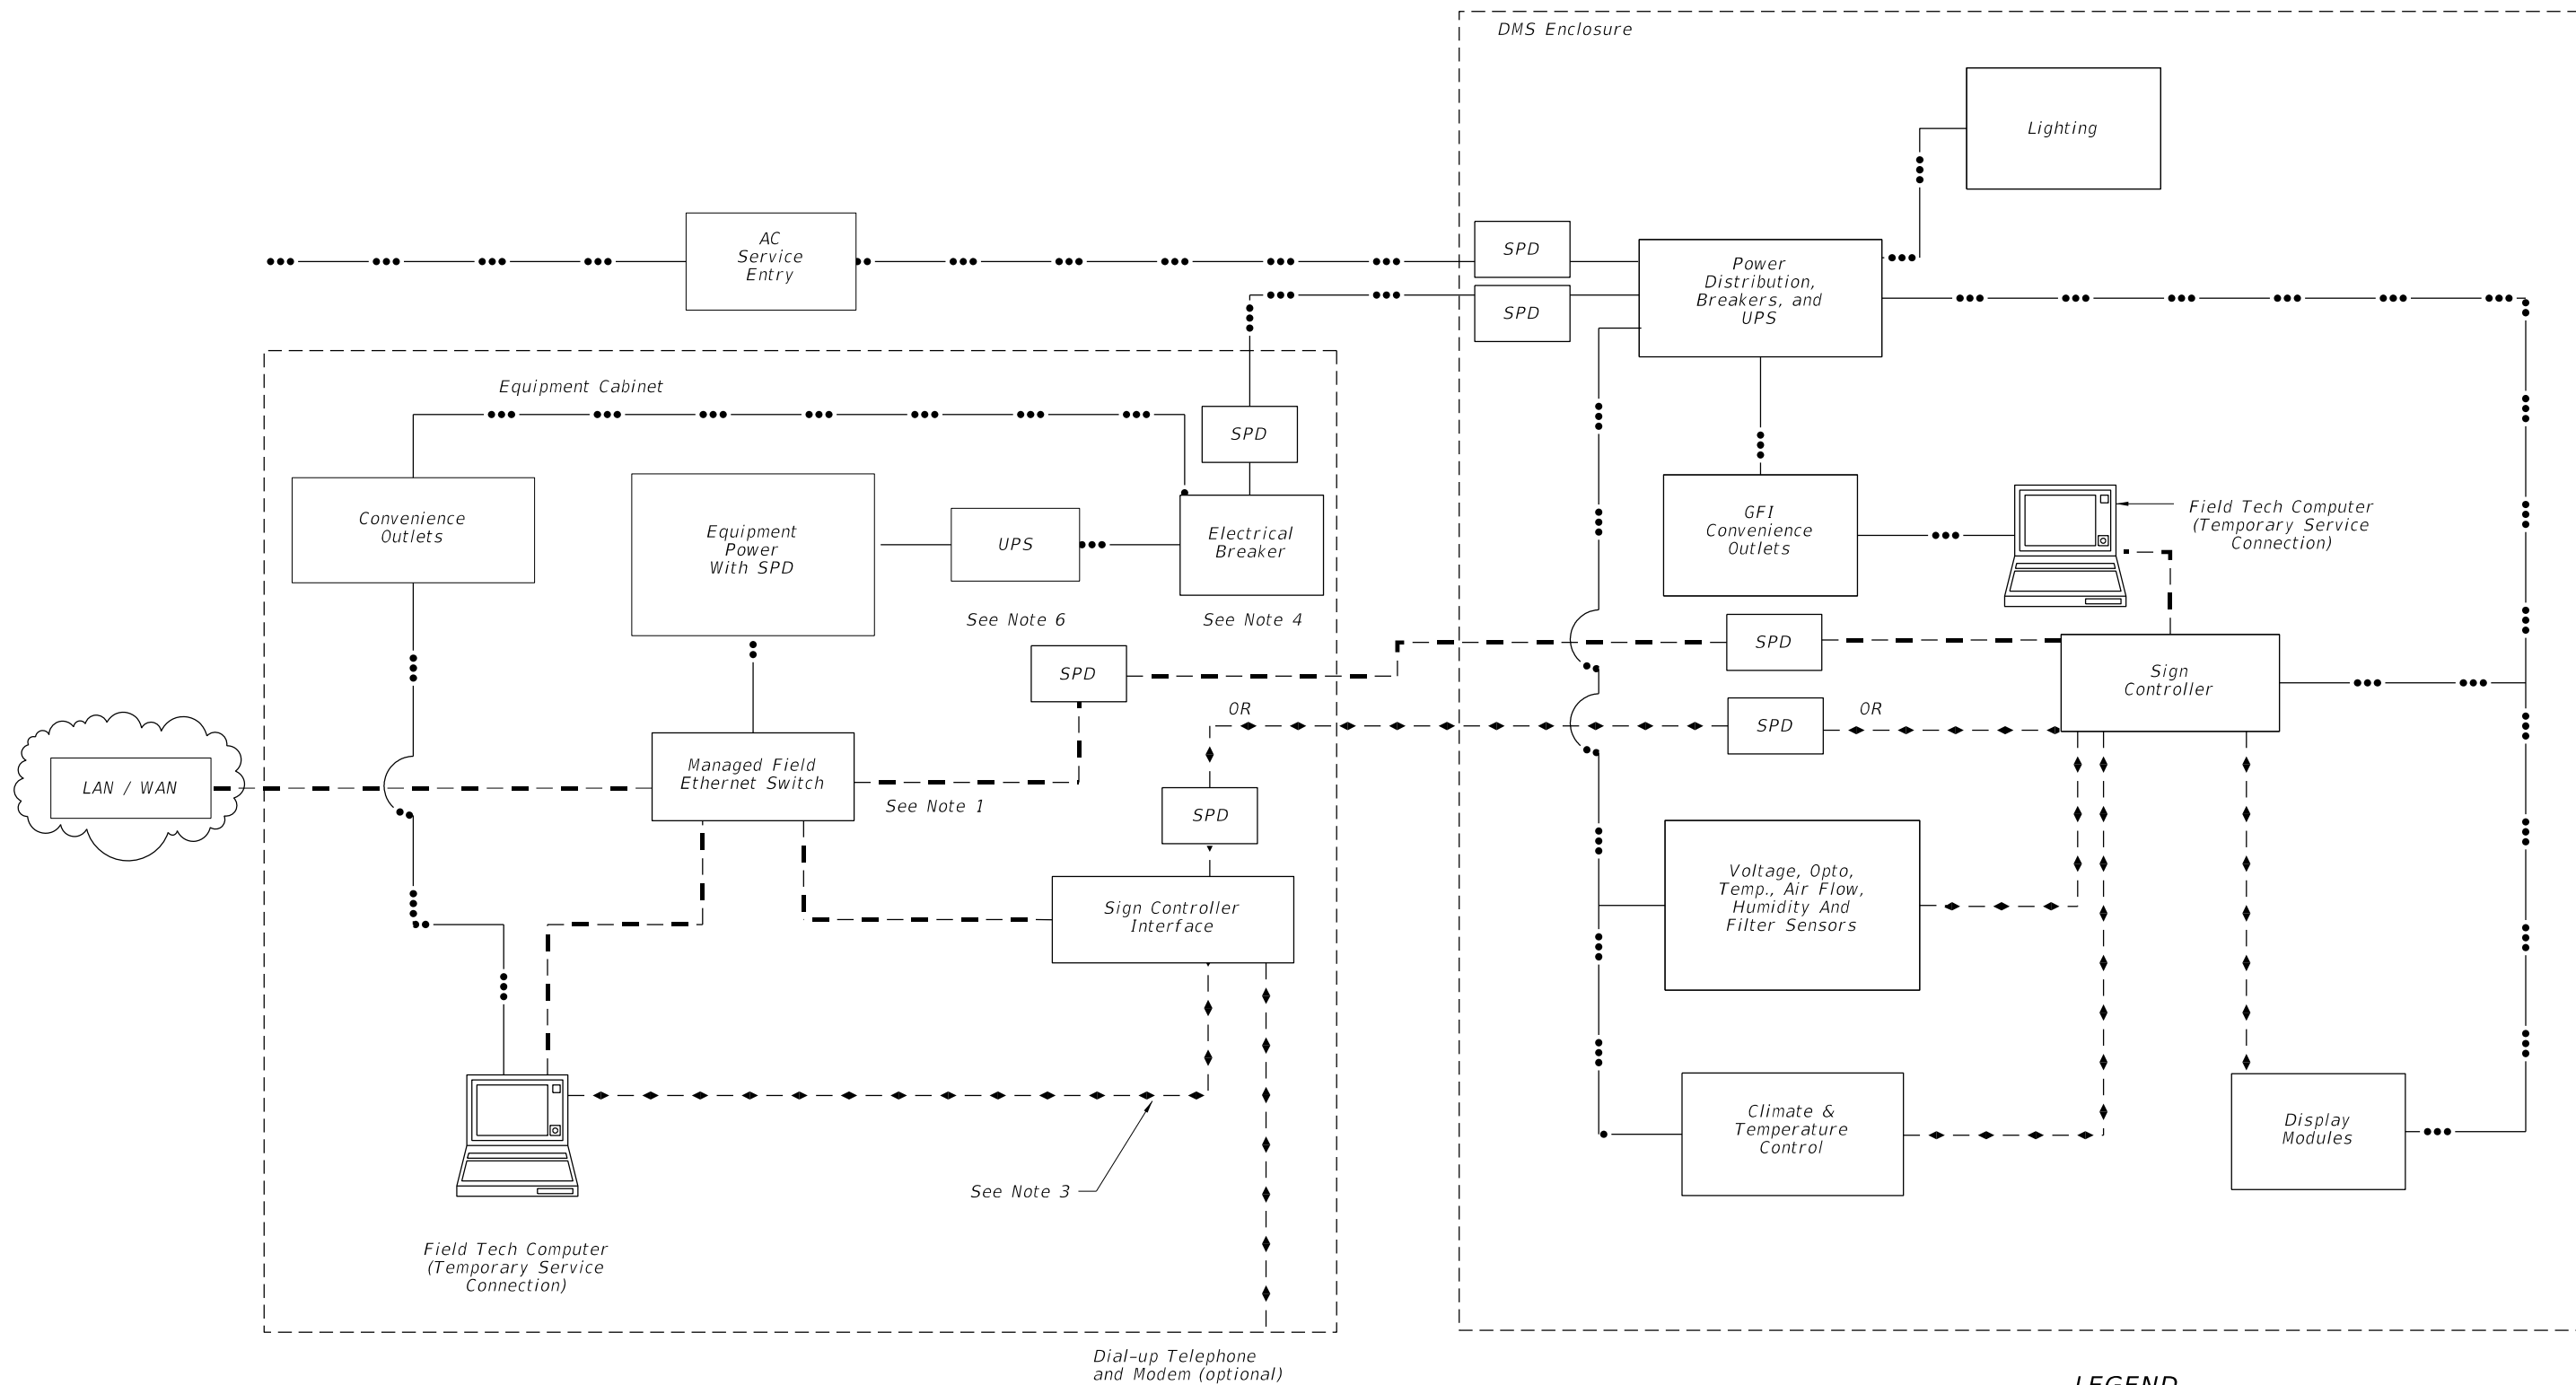 DMS Enclosure
Lighting
AC
Service
Entry
SPD
Power
Distribution,
Breakers, and
UPS
SPD
Equipment Cabinet
SPD
Convenience
Outlets
Equipment
Power
With SPD
UPS
Electrical
Breaker
See Note 6
See Note 4
GFI
Convenience
Outlets
Field Tech Computer
(Temporary Service
Connection)
SPD
SPD
Sign
Controller
OR
SPD
OR
LAN / WAN
Managed Field
Ethernet Switch
See Note 1
SPD
Sign Controller
Interface
Voltage, Opto,
Temp., Air Flow,
Humidity And
Filter Sensors
Climate &
Temperature
Control
Display
Modules
See Note 3
Field Tech Computer
(Temporary Service
Connection)
Dial-up Telephone
and Modem (optional)
LEGEND